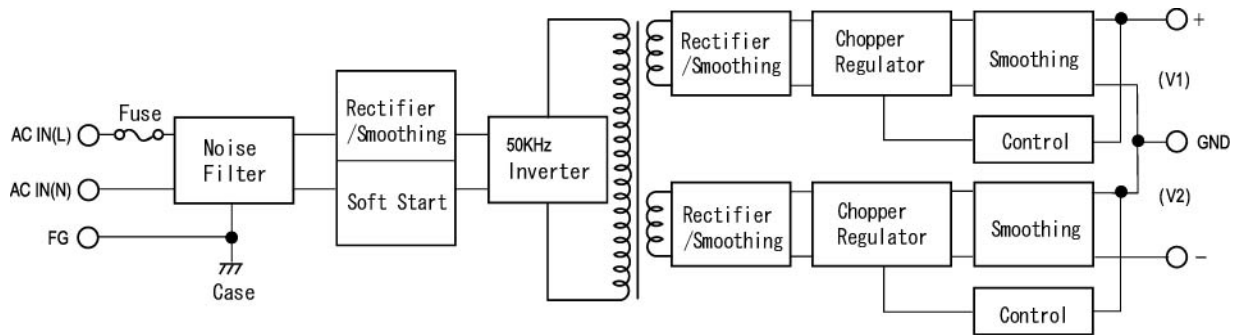 Fuse
AC IN(L)
AC IN(N)
FG
Noise
Filter
Case
Rectifier
/Smoothing
Soft Start
50KHz
Inverter
Rectifier
/Smoothing
Chopper
Regulator
Smoothing
Control
+
(V1)
GND
Rectifier
/Smoothing
Chopper
Regulator
Smoothing
Control
(V2)
−